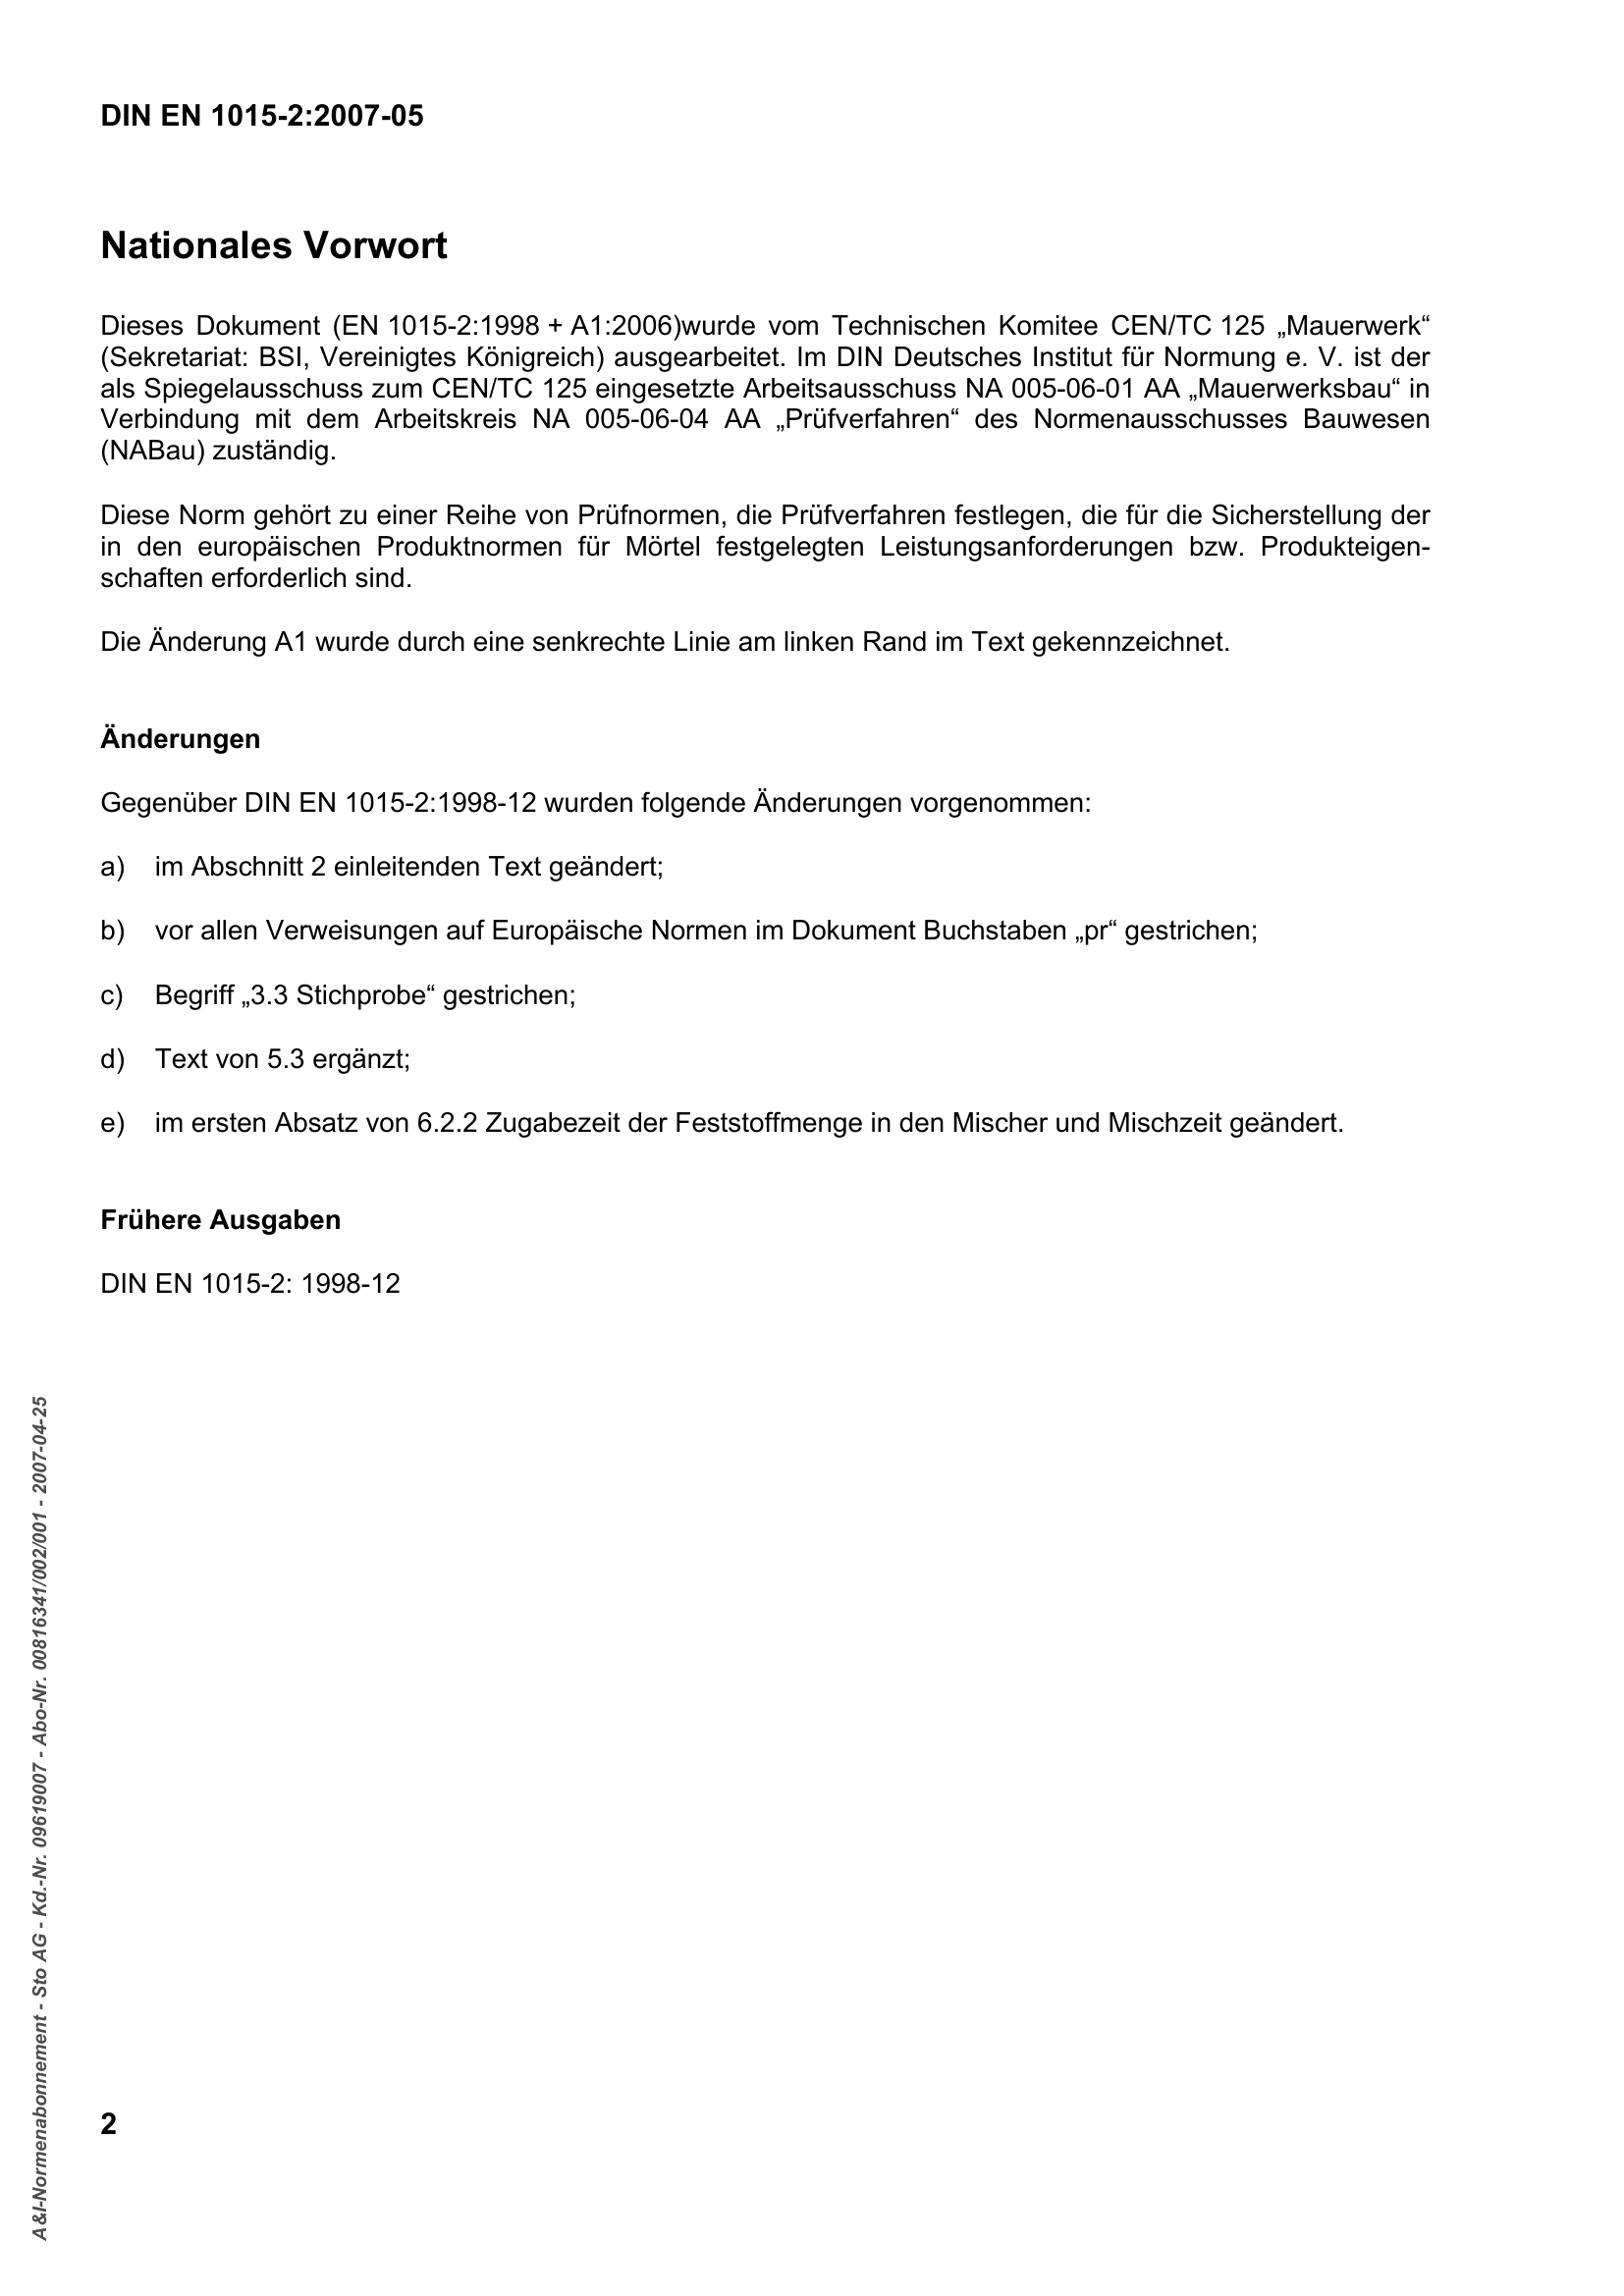 DIN EN 1015-2:2007-05
Nationales Vorwort
Dieses Dokument (EN 1015-2:1998 + A1:2006)wurde vom Technischen Komitee CEN/TC 125 „Mauerwerk“
(Sekretariat: BSI, Vereinigtes Königreich) ausgearbeitet. Im DIN Deutsches Institut für Normung e. V. ist der
als Spiegelausschuss zum CEN/TC 125 eingesetzte Arbeitsausschuss NA 005-06-01 AA „Mauerwerksbau“ in
Verbindung mit dem Arbeitskreis NA 005-06-04 AA „Prüfverfahren“ des Normenausschusses Bauwesen
(NABau) zuständig.
Diese Norm gehört zu einer Reihe von Prüfnormen, die Prüfverfahren festlegen, die für die Sicherstellung der
in den europäischen Produktnormen für Mörtel festgelegten Leistungsanforderungen bzw. Produkteigen-
schaften erforderlich sind.
Die Änderung A1 wurde durch eine senkrechte Linie am linken Rand im Text gekennzeichnet.
Änderungen
Gegenüber DIN EN 1015-2:1998-12 wurden folgende Änderungen vorgenommen:
a) im Abschnitt 2 einleitenden Text geändert;
b) vor allen Verweisungen auf Europäische Normen im Dokument Buchstaben „pr“ gestrichen;
c) Begriff „3.3 Stichprobe“ gestrichen;
d) Text von 5.3 ergänzt;
e) im ersten Absatz von 6.2.2 Zugabezeit der Feststoffmenge in den Mischer und Mischzeit geändert.
Frühere Ausgaben
DIN EN 1015-2: 1998-12
A&I-Normenabonnement - Sto AG - Kd.-Nr. 09619007 - Abo-Nr. 00816341/002/001 - 2007-04-25
2